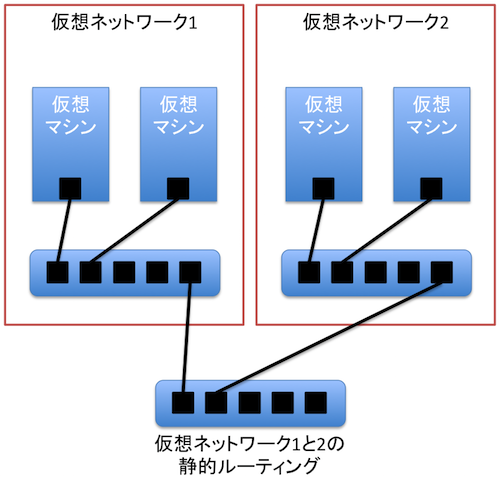 仮想ネットワーク1
仮想ネットワーク2
仮想
マシン
仮想
マシン
仮想
マシン
仮想
マシン
仮想ネットワーク1と2の
静的ルーティング